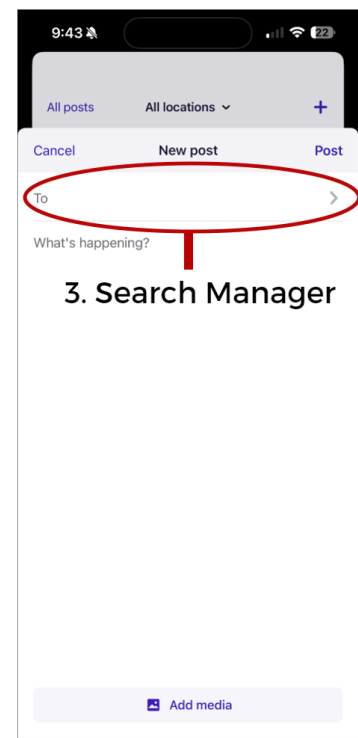 9:43
22
All posts All locations +
Cancel New post Post
To
What's happening?
3. Search Manager
Add media